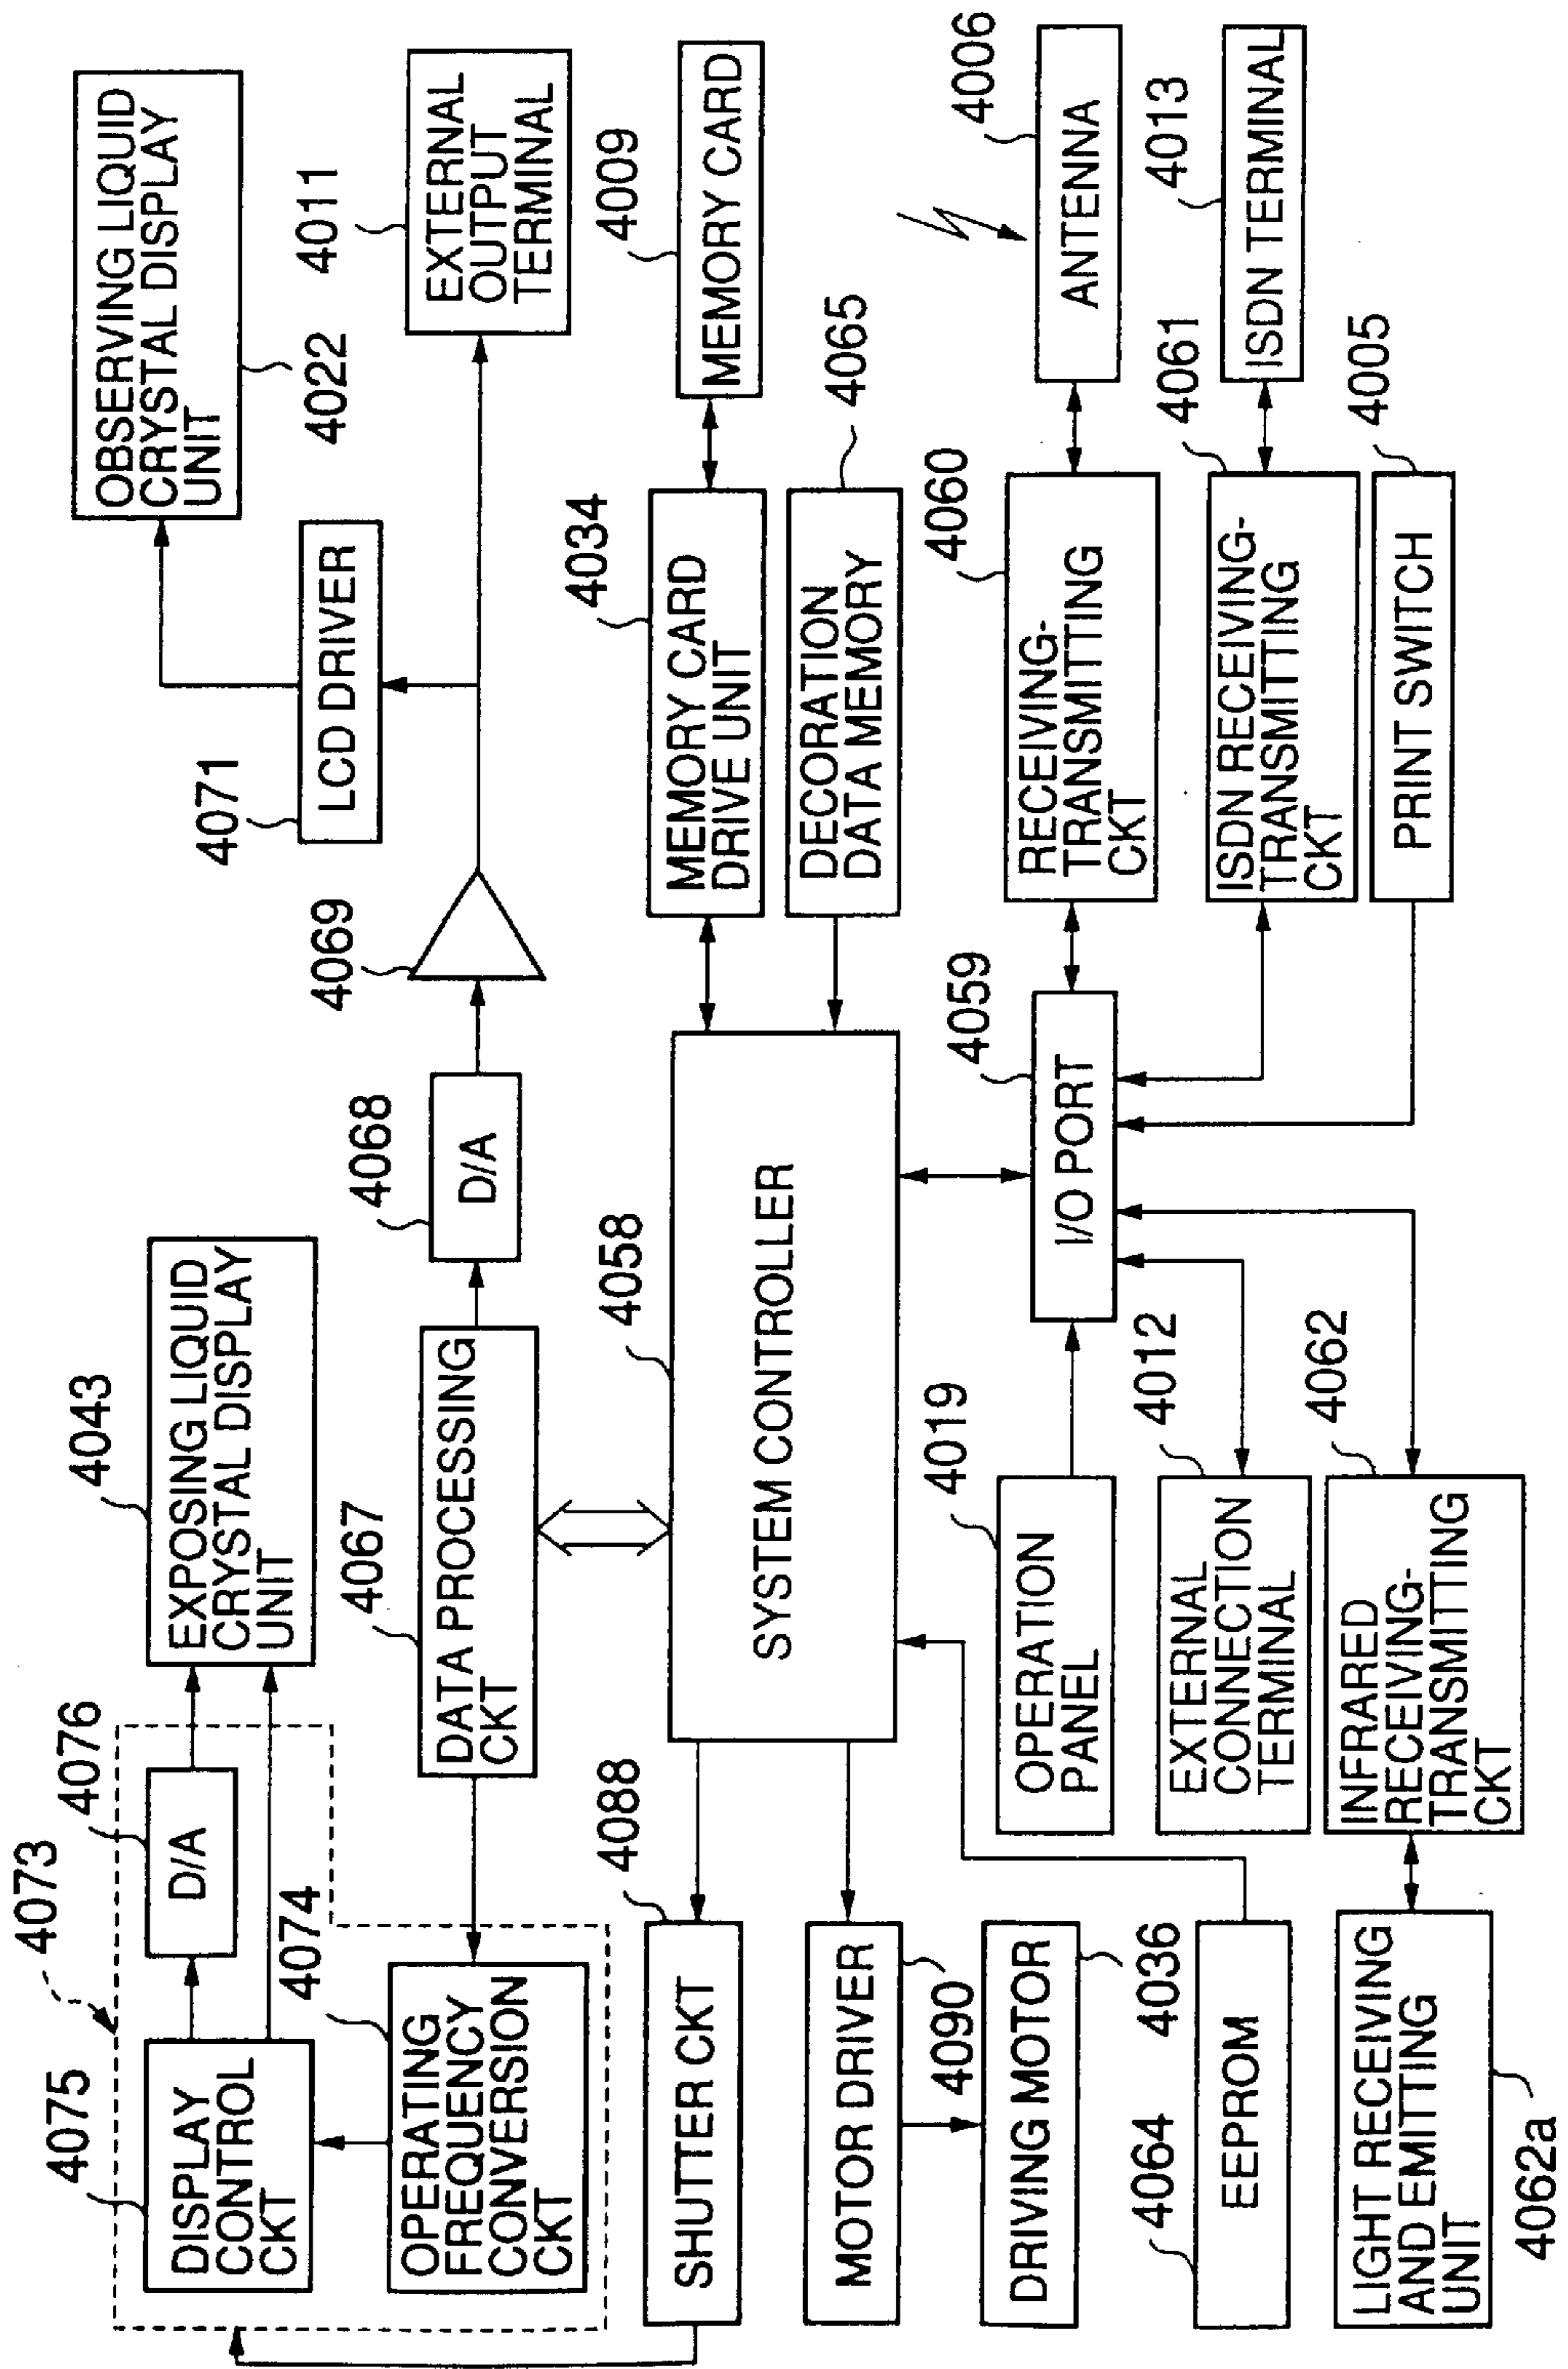 4073
4075
DISPLAY
CONTROL
CKT
4076
D/A
4043
EXPOSING LIQUID
CRYSTAL DISPLAY
UNIT
OBSERVING LIQUID
CRYSTAL DISPLAY
UNIT
4022
4074
OPERATING
FREQUENCY
CONVERSION
CKT
4067
DATA PROCESSING
CKT
4068
D/A
4069
4071
LCD DRIVER
4011
EXTERNAL
OUTPUT
TERMINAL
4088
SHUTTER CKT
4058
SYSTEM CONTROLLER
4034
MEMORY CARD
DRIVE UNIT
4009
MEMORY CARD
MOTOR DRIVER
4090
DECORATION
DATA MEMORY
4065
DRIVING MOTOR
4036
4019
OPERATION
PANEL
4059
I/O PORT
4060
RECEIVING-
TRANSMITTING
CKT
4006
ANTENNA
4064
EEPROM
4012
EXTERNAL
CONNECTION
TERMINAL
4061
ISDN RECEIVING-
TRANSMITTING
CKT
4013
ISDN TERMINAL
LIGHT RECEIVING
AND EMITTING
UNIT
4062a
4062
INFRARED
RECEIVING-
TRANSMITTING
CKT
4005
PRINT SWITCH